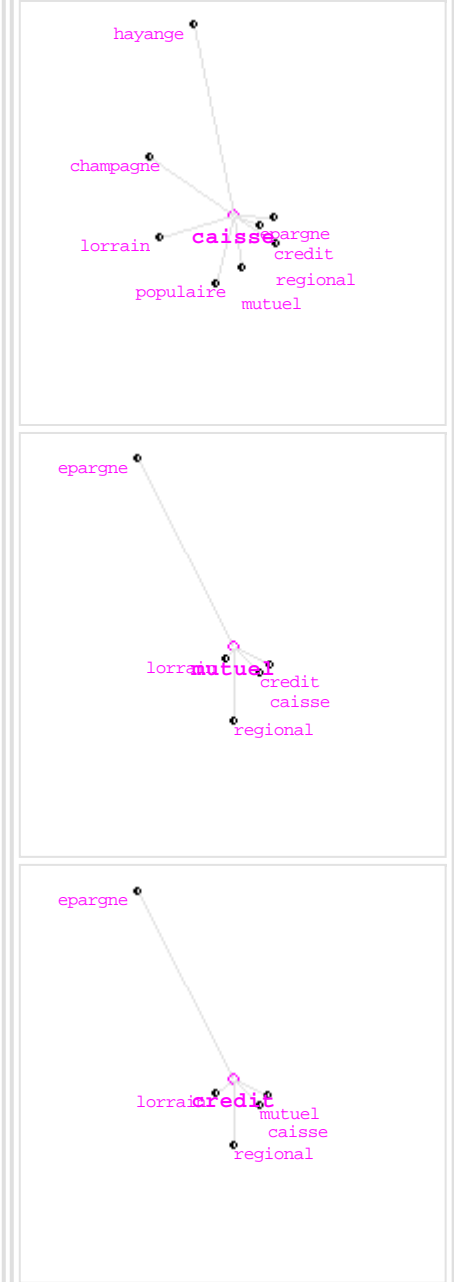 hayange
champagne
epargne
caisse
lorrain
credit
regional
populaire
mutuel
epargne
lorrain
mutuel
credit
caisse
regional
epargne
lorrain
credit
mutuel
caisse
regional